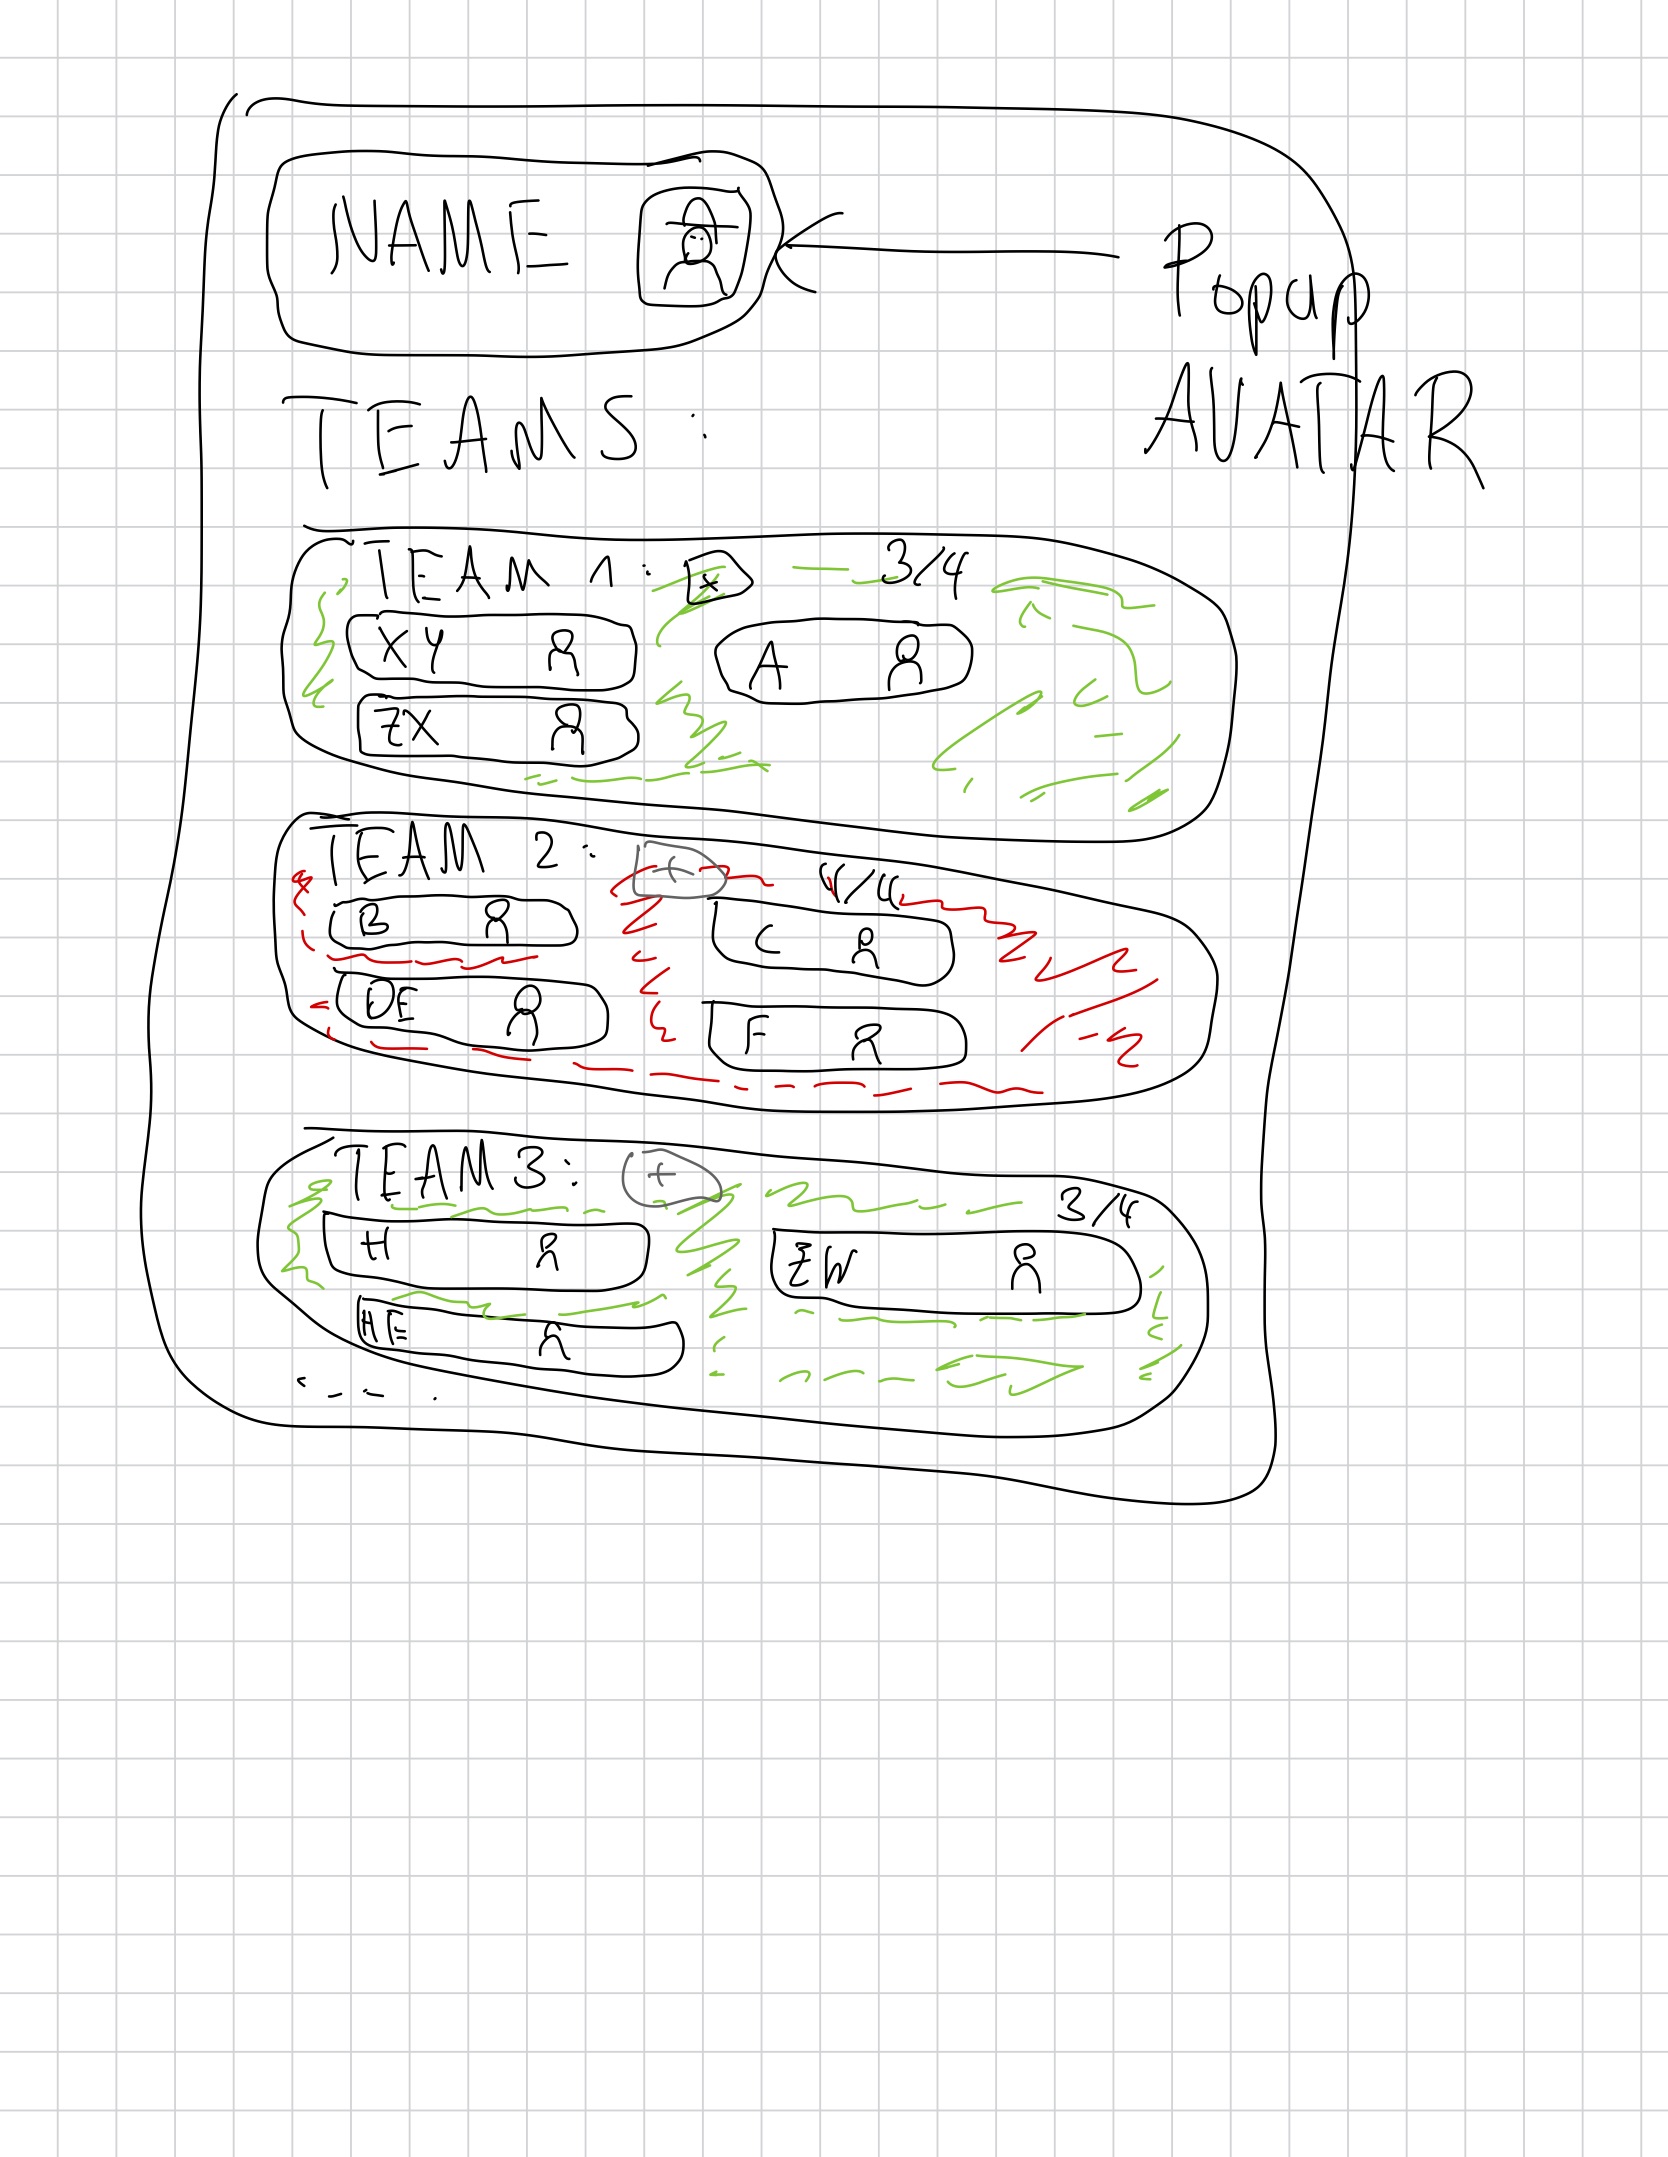 NAME
Popup
AVATAR
TEAMS:
TEAM 1: x 3/4
XY A
ZX
TEAM 2: + 4/4
B C
DE F
TEAM 3: + 3/4
H ZW
HE